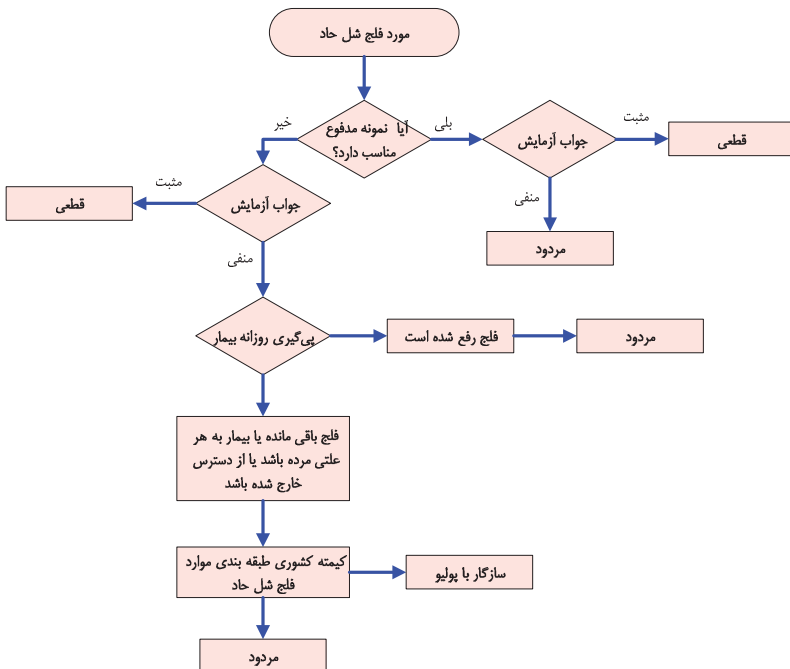 مورد فلج شل حاد
آیا نمونه مدفوع
مناسب دارد؟
بلی
خیر
جواب آزمایش
مثبت
قطعی
منفی
مردود
جواب آزمایش
مثبت
قطعی
منفی
پی‌گیری روزانه بیمار
فلج رفع شده است
مردود
فلج باقی مانده یا بیمار به هر
علتی مرده باشد یا از دسترس
خارج شده باشد
کیمته کشوری طبقه بندی موارد
فلج شل حاد
سازگار با پولیو
مردود